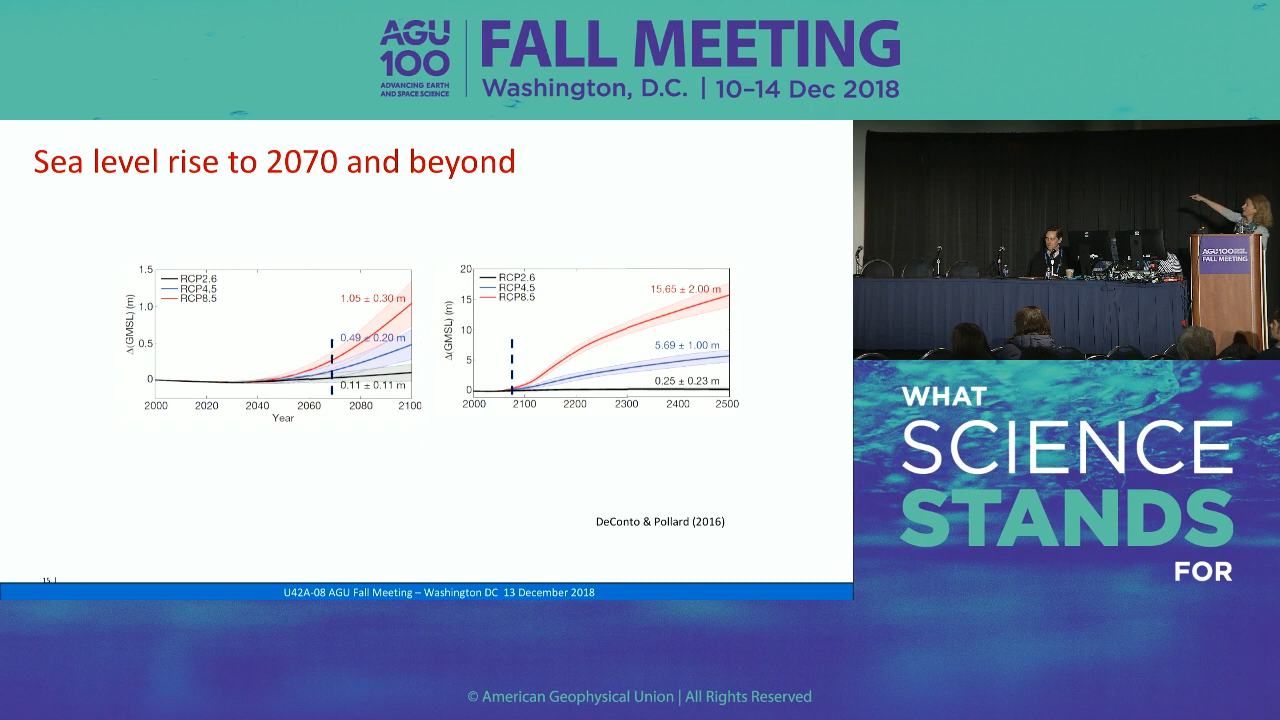 AGU
100
ADVANCING EARTH
AND SPACE SCIENCE
FALL MEETING
Washington, D.C. | 10–14 Dec 2018
Sea level rise to 2070 and beyond
RCP2.6
RCP4.5
RCP8.5
1.5
1.0
0.5
0
Δ(GMSL) (m)
1.05 ± 0.30 m
0.49 ± 0.20 m
0.11 ± 0.11 m
2000 2020 2040 2060 2080 2100
Year
RCP2.6
RCP4.5
RCP8.5
20
15
10
5
0
Δ(GMSL) (m)
15.65 ± 2.00 m
5.69 ± 1.00 m
0.25 ± 0.23 m
2000 2100 2200 2300 2400 2500
DeConto & Pollard (2016)
15 |
U42A-08 AGU Fall Meeting – Washington DC 13 December 2018
AGU100
FALL MEETING
WHAT
SCIENCE
STANDS
FOR
© American Geophysical Union | All Rights Reserved